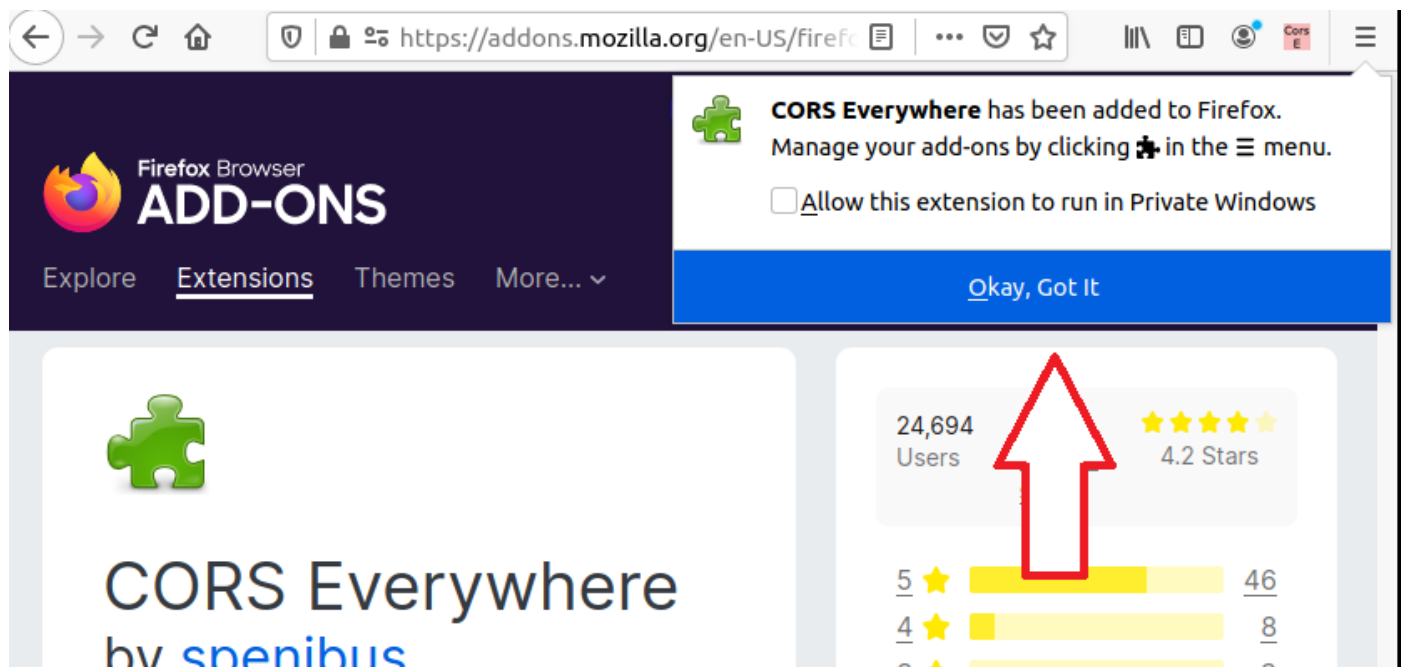 https://addons.mozilla.org/en-US/firefo
Cors
E
CORS Everywhere has been added to Firefox.
Manage your add-ons by clicking in the ☰ menu.
Allow this extension to run in Private Windows
Okay, Got It
Firefox Browser
ADD-ONS
Explore Extensions Themes More...
24,694
Users
4.2 Stars
CORS Everywhere
by spenibus
5 46
4 8